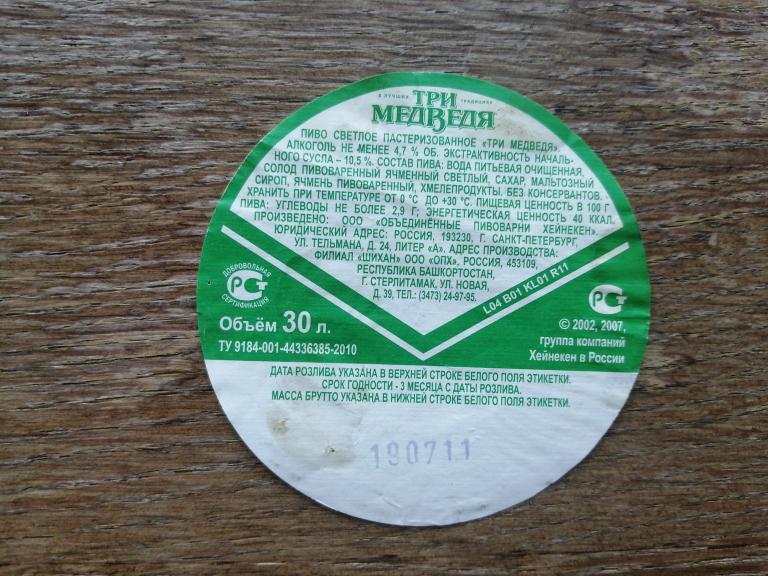 В ЛУЧШИХ ТРАДИЦИЯХ
ТРИ
МЕДВЕДЯ
ПИВО СВЕТЛОЕ ПАСТЕРИЗОВАННОЕ «ТРИ МЕДВЕДЯ».
АЛКОГОЛЬ НЕ МЕНЕЕ 4,7 % ОБ. ЭКСТРАКТИВНОСТЬ НАЧАЛЬ-
НОГО СУСЛА – 10,5 %. СОСТАВ ПИВА: ВОДА ПИТЬЕВАЯ ОЧИЩЕННАЯ,
СОЛОД ПИВОВАРЕННЫЙ ЯЧМЕННЫЙ СВЕТЛЫЙ, САХАР, МАЛЬТОЗНЫЙ
СИРОП, ЯЧМЕНЬ ПИВОВАРЕННЫЙ, ХМЕЛЕПРОДУКТЫ. БЕЗ КОНСЕРВАНТОВ.
ХРАНИТЬ ПРИ ТЕМПЕРАТУРЕ ОТ 0 °С ДО +30 °С. ПИЩЕВАЯ ЦЕННОСТЬ В 100 Г
ПИВА: УГЛЕВОДЫ НЕ БОЛЕЕ 2,9 Г; ЭНЕРГЕТИЧЕСКАЯ ЦЕННОСТЬ 40 ККАЛ.
ПРОИЗВЕДЕНО: ООО «ОБЪЕДИНЁННЫЕ ПИВОВАРНИ ХЕЙНЕКЕН».
ЮРИДИЧЕСКИЙ АДРЕС: РОССИЯ, 193230, Г. САНКТ-ПЕТЕРБУРГ,
УЛ. ТЕЛЬМАНА, Д. 24, ЛИТЕР «А». АДРЕС ПРОИЗВОДСТВА:
ФИЛИАЛ «ШИХАН» ООО «ОПХ», РОССИЯ, 453109,
РЕСПУБЛИКА БАШКОРТОСТАН,
Г. СТЕРЛИТАМАК, УЛ. НОВАЯ,
Д. 39, ТЕЛ.: (3473) 24-97-95.
L04 B01 KL01 R11
ДОБРОВОЛЬНАЯ
СЕРТИФИКАЦИЯ
Объём 30 л.
ТУ 9184-001-44336385-2010
© 2002, 2007,
группа компаний
Хейнекен в России
ДАТА РОЗЛИВА УКАЗАНА В ВЕРХНЕЙ СТРОКЕ БЕЛОГО ПОЛЯ ЭТИКЕТКИ.
СРОК ГОДНОСТИ - 3 МЕСЯЦА С ДАТЫ РОЗЛИВА.
МАССА БРУТТО УКАЗАНА В НИЖНЕЙ СТРОКЕ БЕЛОГО ПОЛЯ ЭТИКЕТКИ.
190711